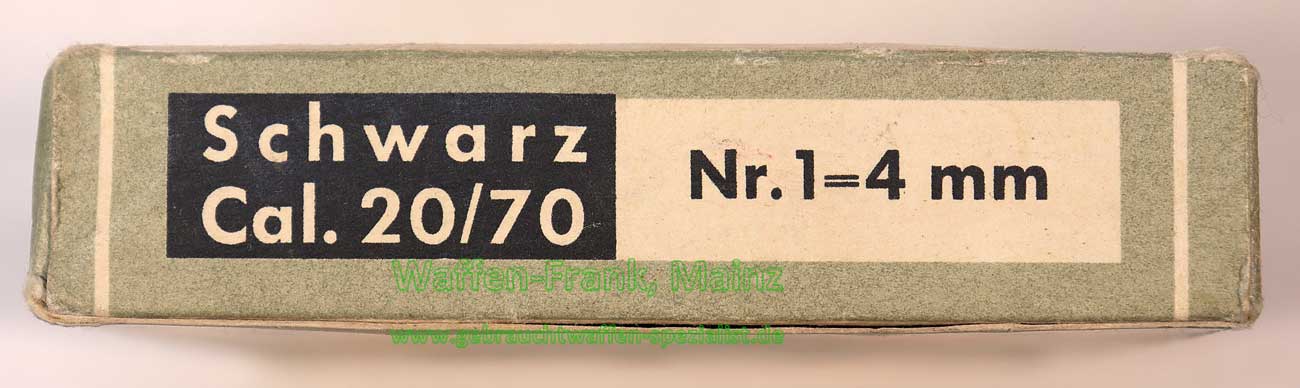 Schwarz
Cal. 20/70
Nr. 1=4 mm
Waffen-Frank, Mainz
www.gebrauchtwaffen-spezialist.de